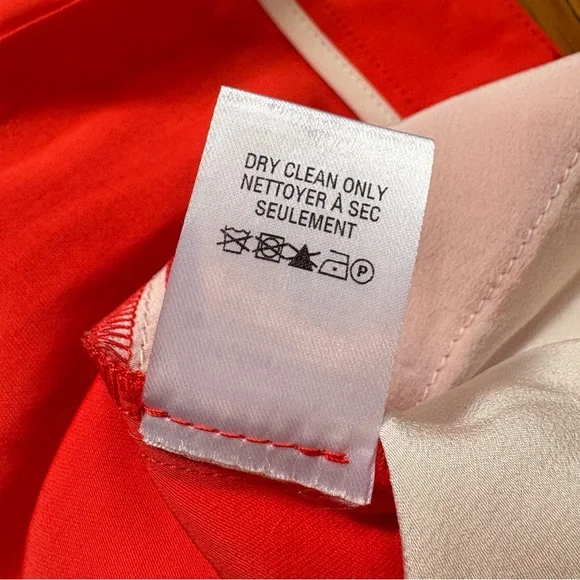 DRY CLEAN ONLY
NETTOYER À SEC
SEULEMENT
P